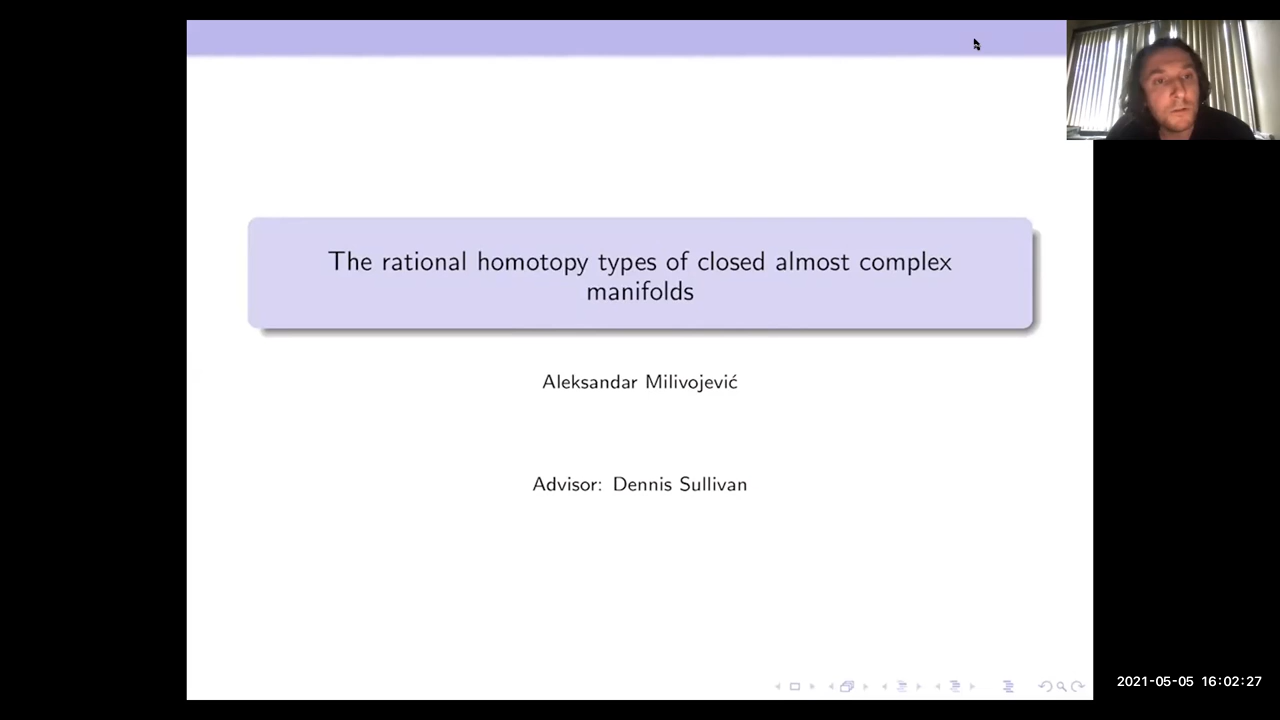 The rational homotopy types of closed almost complex
manifolds
Aleksandar Milivojević
Advisor: Dennis Sullivan
2021-05-05 16:02:27